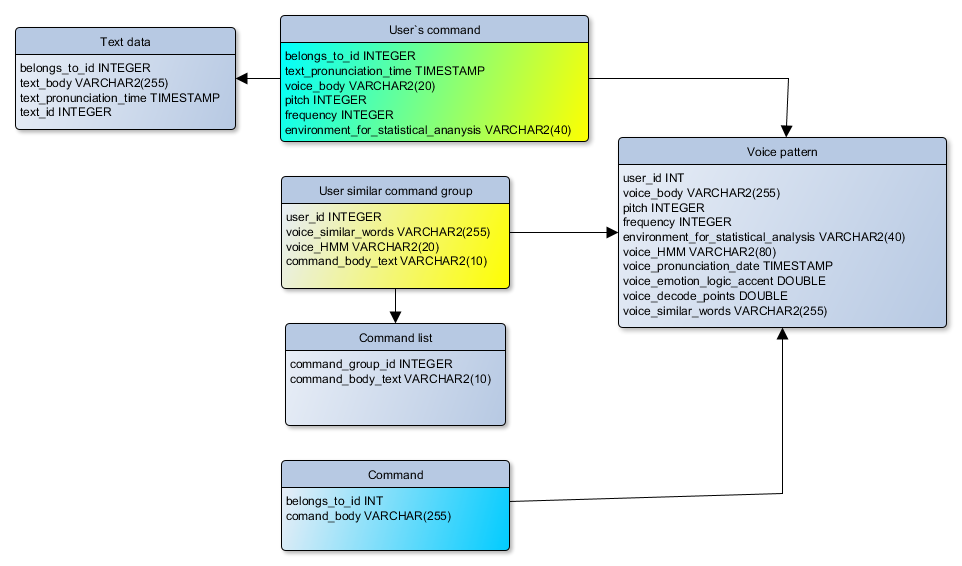 Text data
belongs_to_id INTEGER
text_body VARCHAR2(255)
text_pronunciation_time TIMESTAMP
text_id INTEGER
User`s command
belongs_to_id INTEGER
text_pronunciation_time TIMESTAMP
voice_body VARCHAR2(20)
pitch INTEGER
frequency INTEGER
environment_for_statistical_ananysis VARCHAR2(40)
Voice pattern
user_id INT
voice_body VARCHAR2(255)
pitch INTEGER
frequency INTEGER
environment_for_statistical_analysis VARCHAR2(40)
voice_HMM VARCHAR2(80)
voice_pronunciation_date TIMESTAMP
voice_emotion_logic_accent DOUBLE
voice_decode_points DOUBLE
voice_similar_words VARCHAR2(255)
User similar command group
user_id INTEGER
voice_similar_words VARCHAR2(255)
voice_HMM VARCHAR2(20)
command_body_text VARCHAR2(10)
Command list
command_group_id INTEGER
command_body_text VARCHAR2(10)
Command
belongs_to_id INT
comand_body VARCHAR(255)